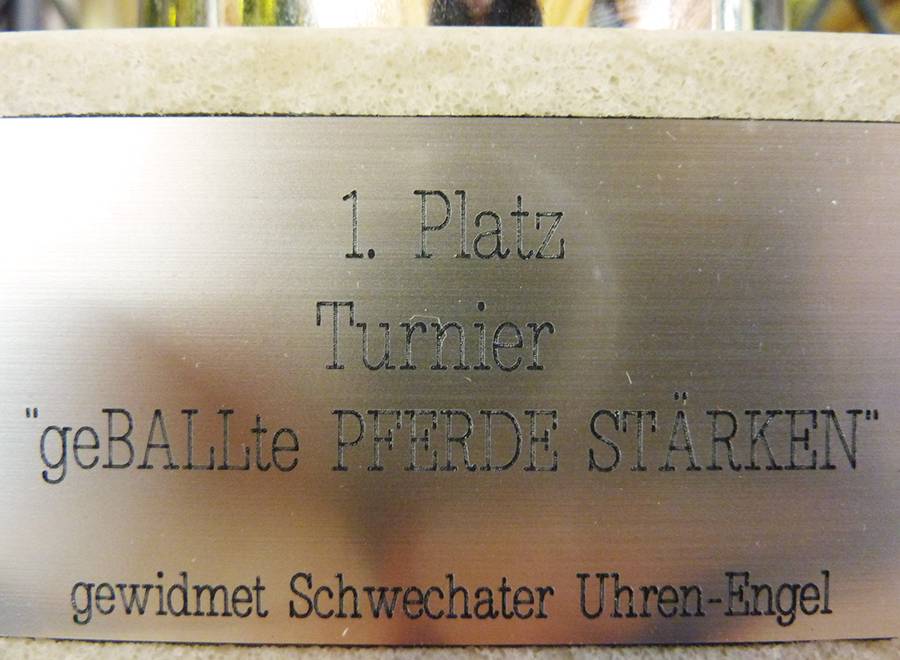 1. Platz
Turnier
"geBALLte PFERDE STÄRKEN"
gewidmet Schwechater Uhren-Engel